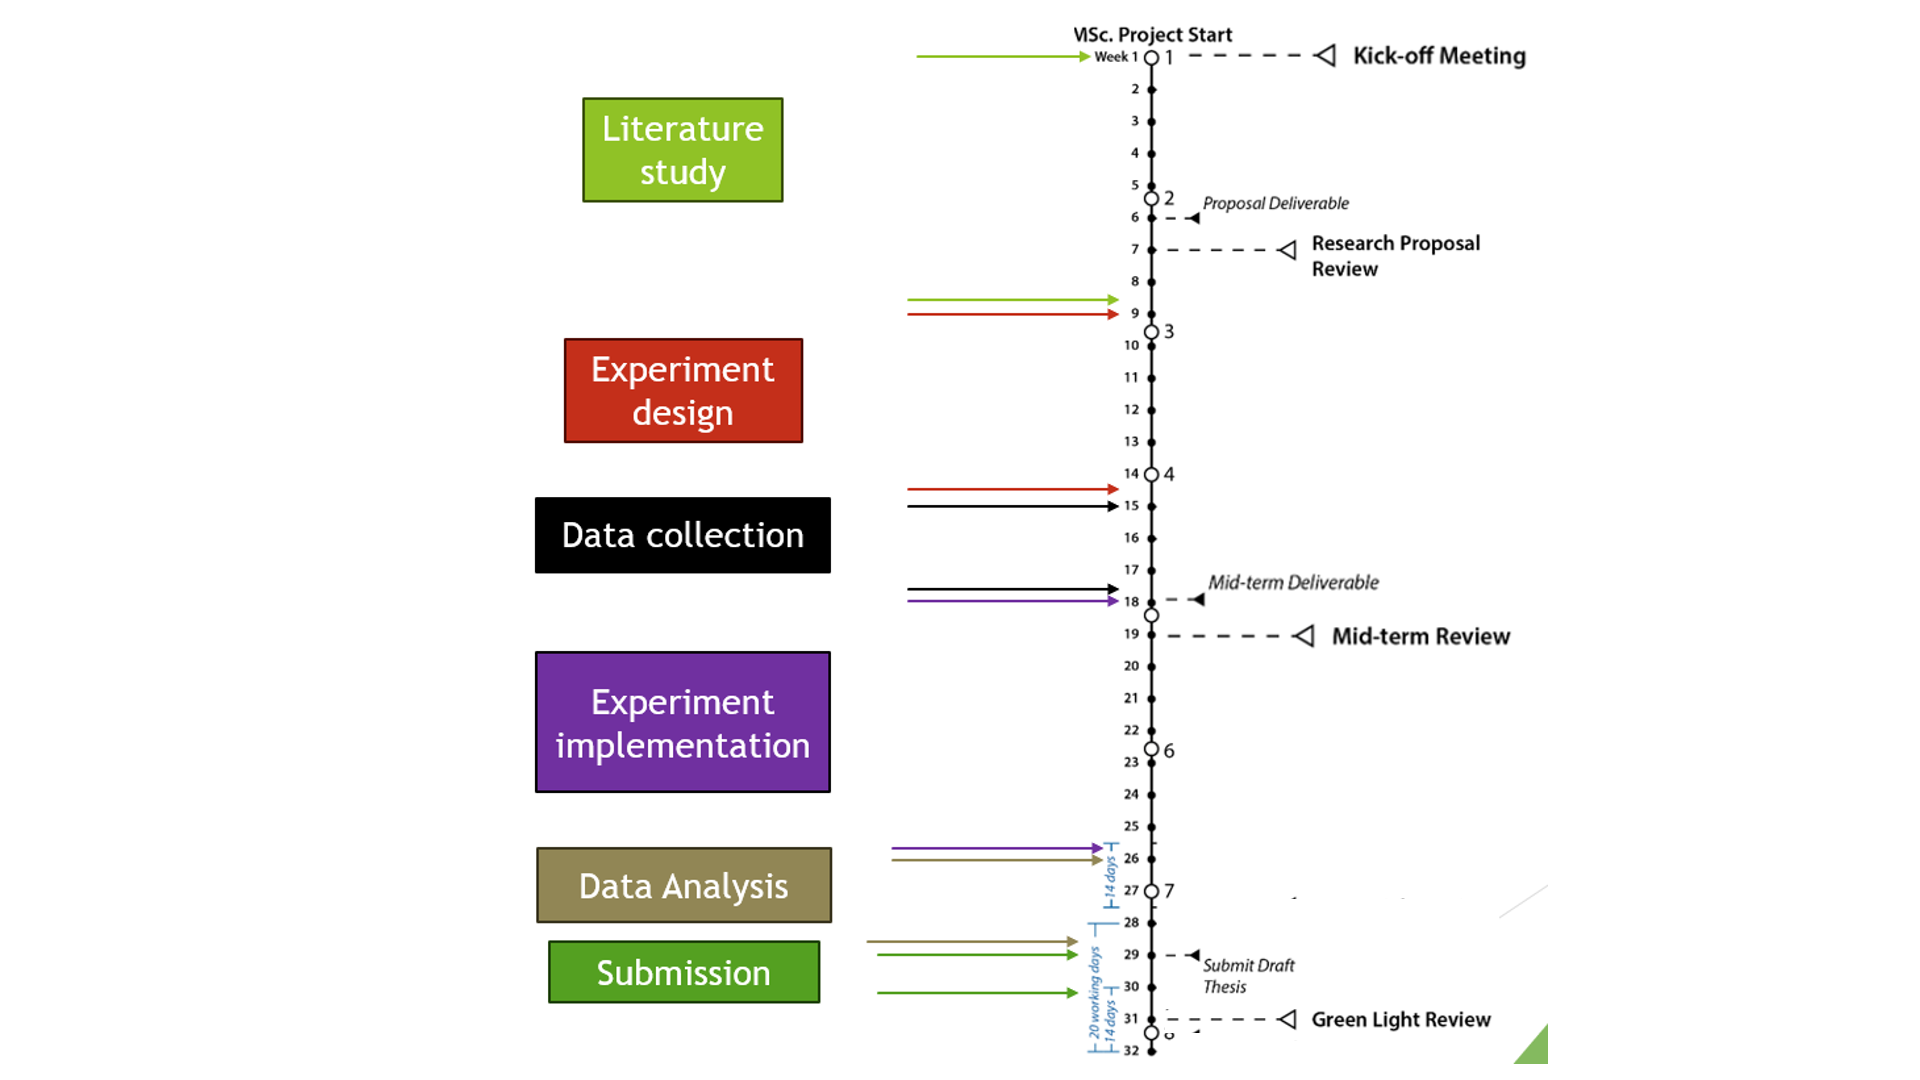 MSc. Project Start
Week 1
1
Kick-off Meeting
2
3
4
5
2
Proposal Deliverable
6
7
Research Proposal
Review
8
9
3
10
11
12
13
14
4
15
16
17
Mid-term Deliverable
18
19
Mid-term Review
20
21
22
6
23
24
25
26
14 days
27
7
28
29
Submit Draft
Thesis
30
20 working days
14 days
31
Green Light Review
32
Literature
study
Experiment
design
Data collection
Experiment
implementation
Data Analysis
Submission